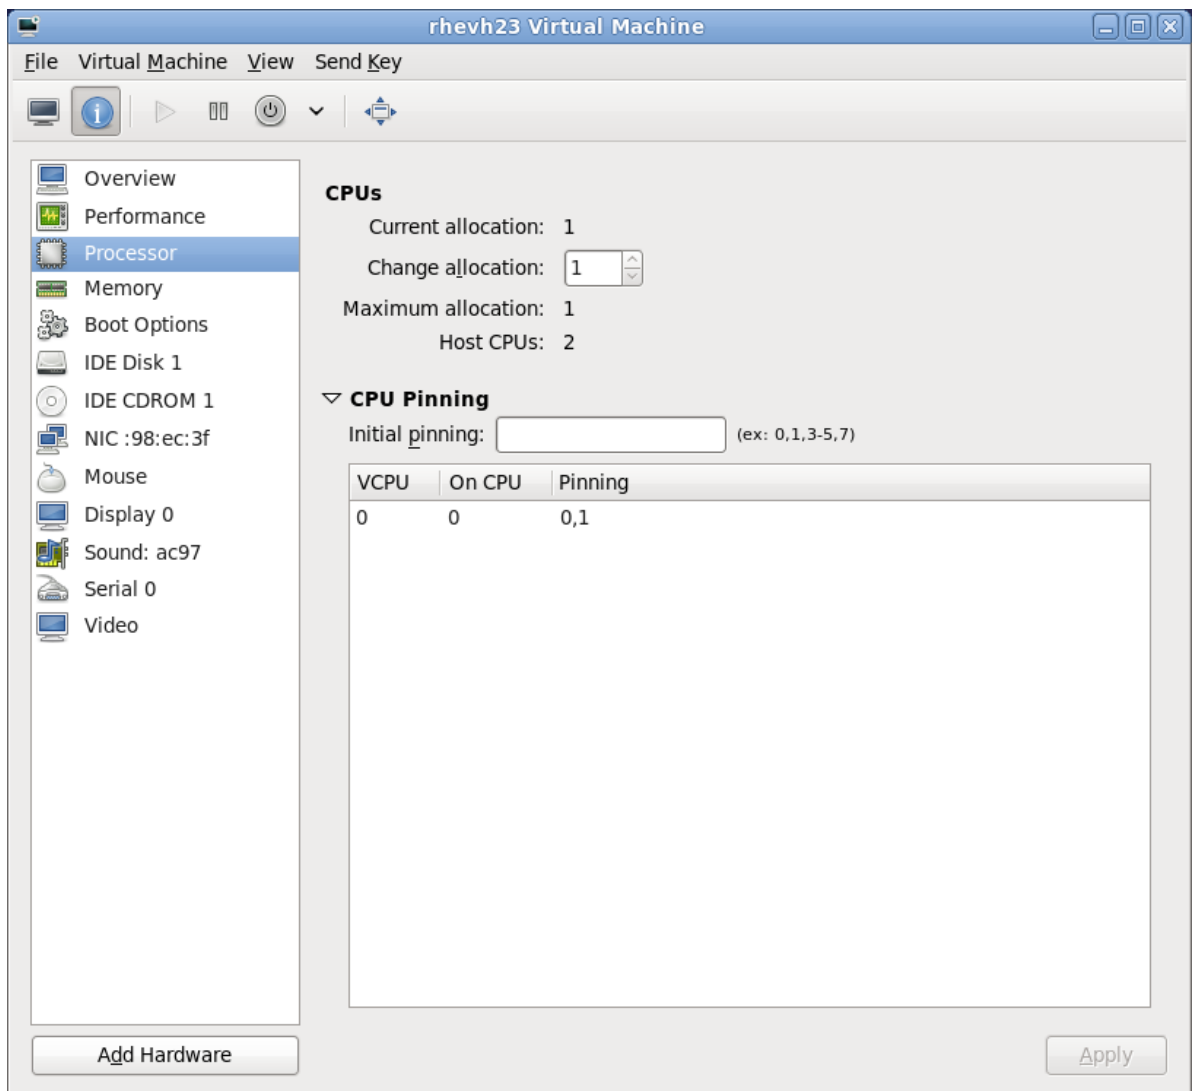 rhevh23 Virtual Machine
File Virtual Machine View Send Key
Overview
Performance
Processor
Memory
Boot Options
IDE Disk 1
IDE CDROM 1
NIC :98:ec:3f
Mouse
Display 0
Sound: ac97
Serial 0
Video
Add Hardware
CPUs
Current allocation: 1
Change allocation: 1
Maximum allocation: 1
Host CPUs: 2
CPU Pinning
Initial pinning: (ex: 0,1,3-5,7)
VCPU On CPU Pinning
0 0 0,1
Apply